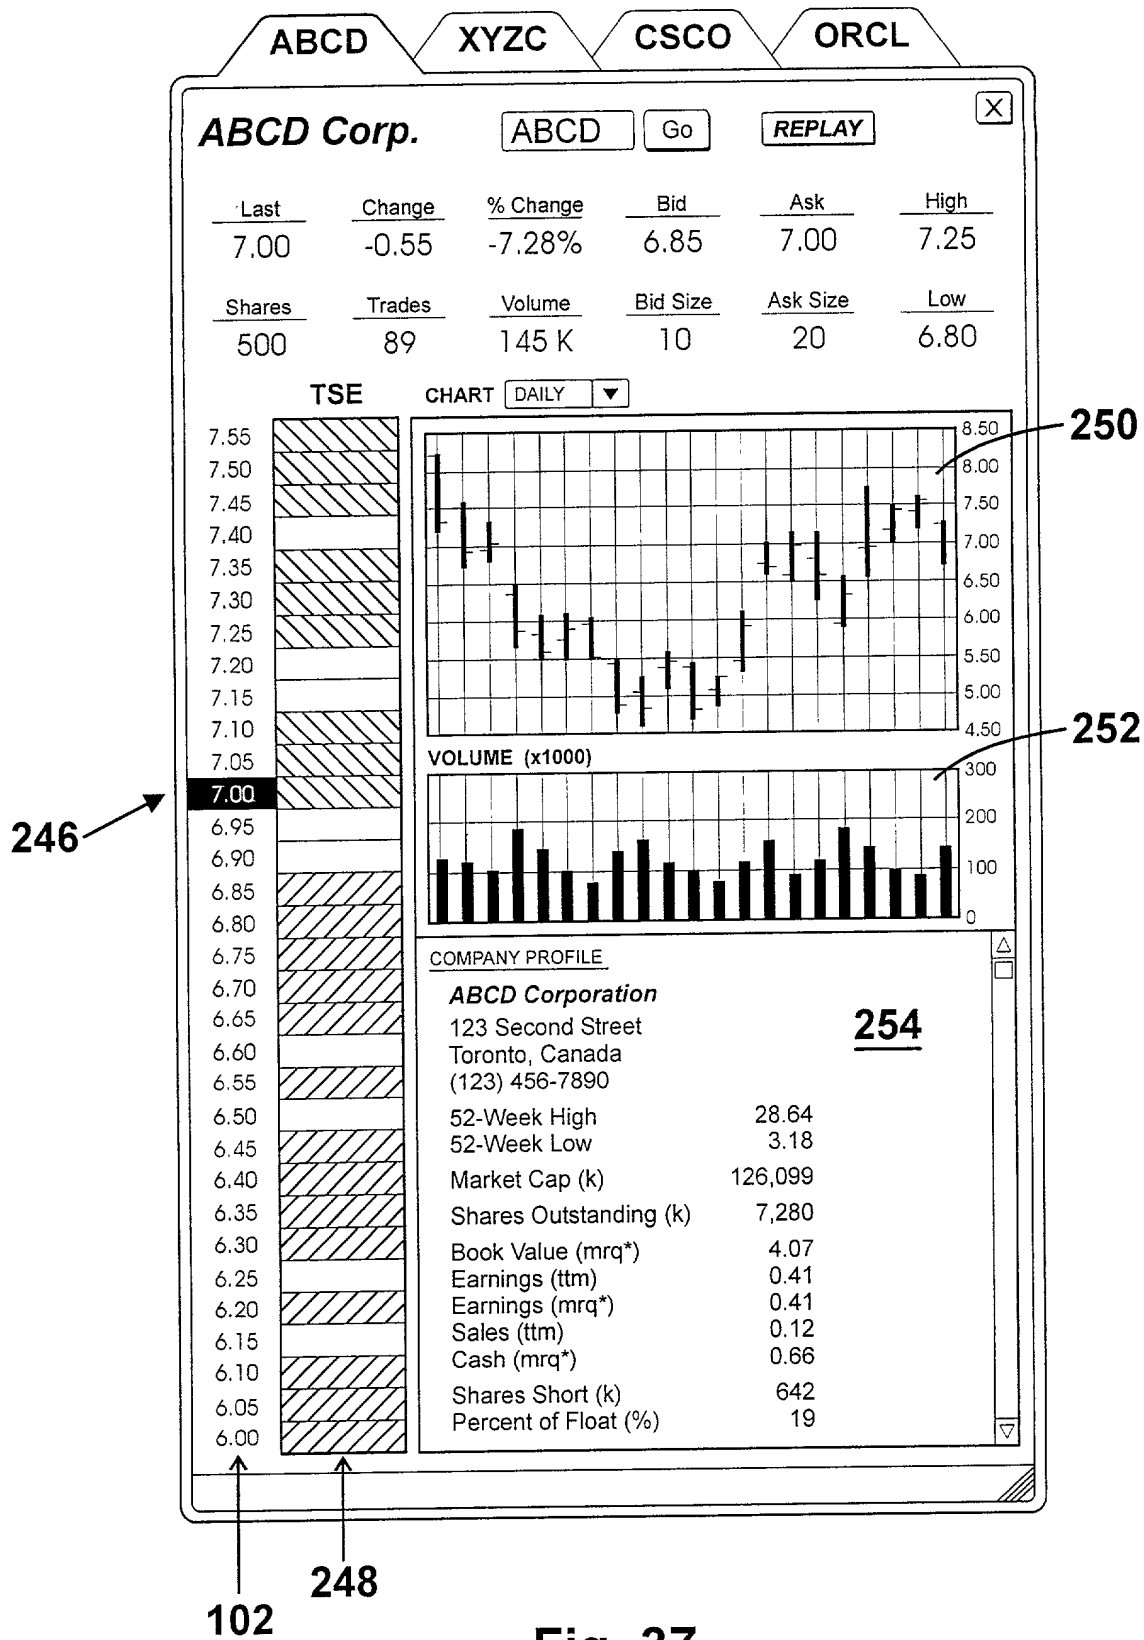 ABCD XYZC CSCO ORCL
X
ABCD Corp. ABCD Go REPLAY
Last Change % Change Bid Ask High
7.00 -0.55 -7.28% 6.85 7.00 7.25
Shares Trades Volume Bid Size Ask Size Low
500 89 145 K 10 20 6.80
TSE CHART DAILY
7.55
7.50
7.45
7.40
7.35
7.30
7.25
7.20
7.15
7.10
7.05
7.00
6.95
6.90
6.85
6.80
6.75
6.70
6.65
6.60
6.55
6.50
6.45
6.40
6.35
6.30
6.25
6.20
6.15
6.10
6.05
6.00
8.50
8.00
7.50
7.00
6.50
6.00
5.50
5.00
4.50
250
VOLUME (x1000)
300
200
100
0
252
246
COMPANY PROFILE
ABCD Corporation
254
123 Second Street
Toronto, Canada
(123) 456-7890
52-Week High 28.64
52-Week Low 3.18
Market Cap (k) 126,099
Shares Outstanding (k) 7,280
Book Value (mrq*) 4.07
Earnings (ttm) 0.41
Earnings (mrq*) 0.41
Sales (ttm) 0.12
Cash (mrq*) 0.66
Shares Short (k) 642
Percent of Float (%) 19
248
102
Fig. 37